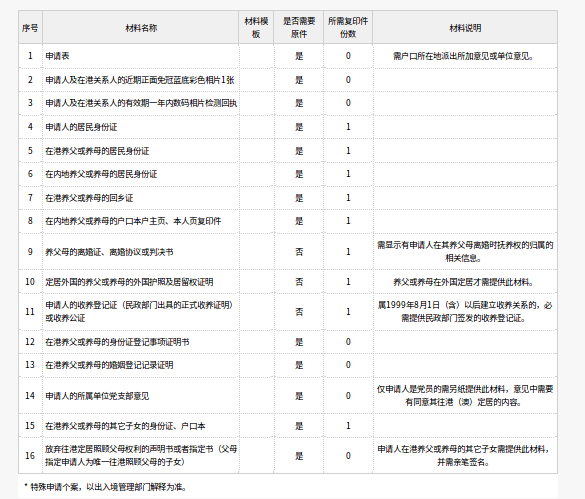 序号 材料名称 材料模板 是否需要原件 所需复印件份数 材料说明
1 申请表 是 0 需户口所在地派出所加意见或单位意见。
2 申请人及在港关系人的近期正面免冠蓝底彩色相片1张 是 0
3 申请人及在港关系人的有效期一年内数码相片检测回执 是 0
4 申请人的居民身份证 是 1
5 在港养父或养母的居民身份证 是 1
6 在内地养父或养母的居民身份证 是 1
7 在港养父或养母的回乡证 是 1
8 在内地养父或养母的户口本户主页、本人页复印件 是 1
9 养父母的离婚证、离婚协议或判决书 否 1 需显示有申请人在其养父母离婚时抚养权的归属的
相关信息。
10 定居外国的养父或养母的外国护照及居留权证明 否 1 养父或养母在外国定居才需提供此材料。
11 申请人的收养登记证（民政部门出具的正式收养证明）
或收养公证 否 1 属1999年8月1日（含）以后建立收养关系的，必
需提供民政部门签发的收养登记证。
12 在港养父或养母的身份证登记事项证明书 是 0
13 在港养父或养母的婚姻登记记录证明 是 0
14 申请人的所属单位党支部意见 是 0 仅申请人是党员的需另纸提供此材料，意见中需要
有同意其往港（澳）定居的内容。
15 在港养父或养母的其它子女的身份证、户口本 是 1
16 放弃往港定居照顾父母权利的声明书或者指定书（父母
指定申请人为唯一往港照顾父母的子女） 是 0 申请人在港养父或养母的其它子女需提供此材料，
并需亲笔签名。
* 特殊申请个案，以出入境管理部门解释为准。